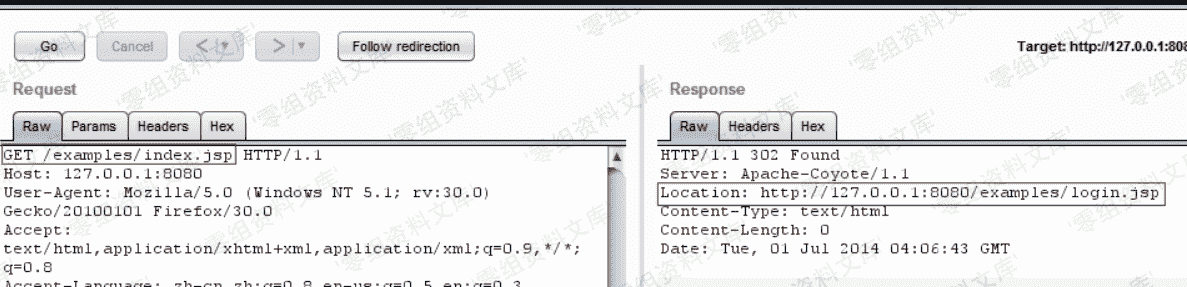 Go Cancel < > Follow redirection Target: http://127.0.0.1:808
Request Response
Raw Params Headers Hex
Raw Headers Hex
GET /examples/index.jsp HTTP/1.1
Host: 127.0.0.1:8080
User-Agent: Mozilla/5.0 (Windows NT 5.1; rv:30.0)
Gecko/20100101 Firefox/30.0
Accept:
text/html,application/xhtml+xml,application/xml;q=0.9,*/*;
q=0.8
Accept-Language: zh-cn,zh;q=0.8,en-us;q=0.5,en;q=0.3
HTTP/1.1 302 Found
Server: Apache-Coyote/1.1
Location: http://127.0.0.1:8080/examples/login.jsp
Content-Type: text/html
Content-Length: 0
Date: Tue, 01 Jul 2014 04:06:43 GMT
'零组资料文库'